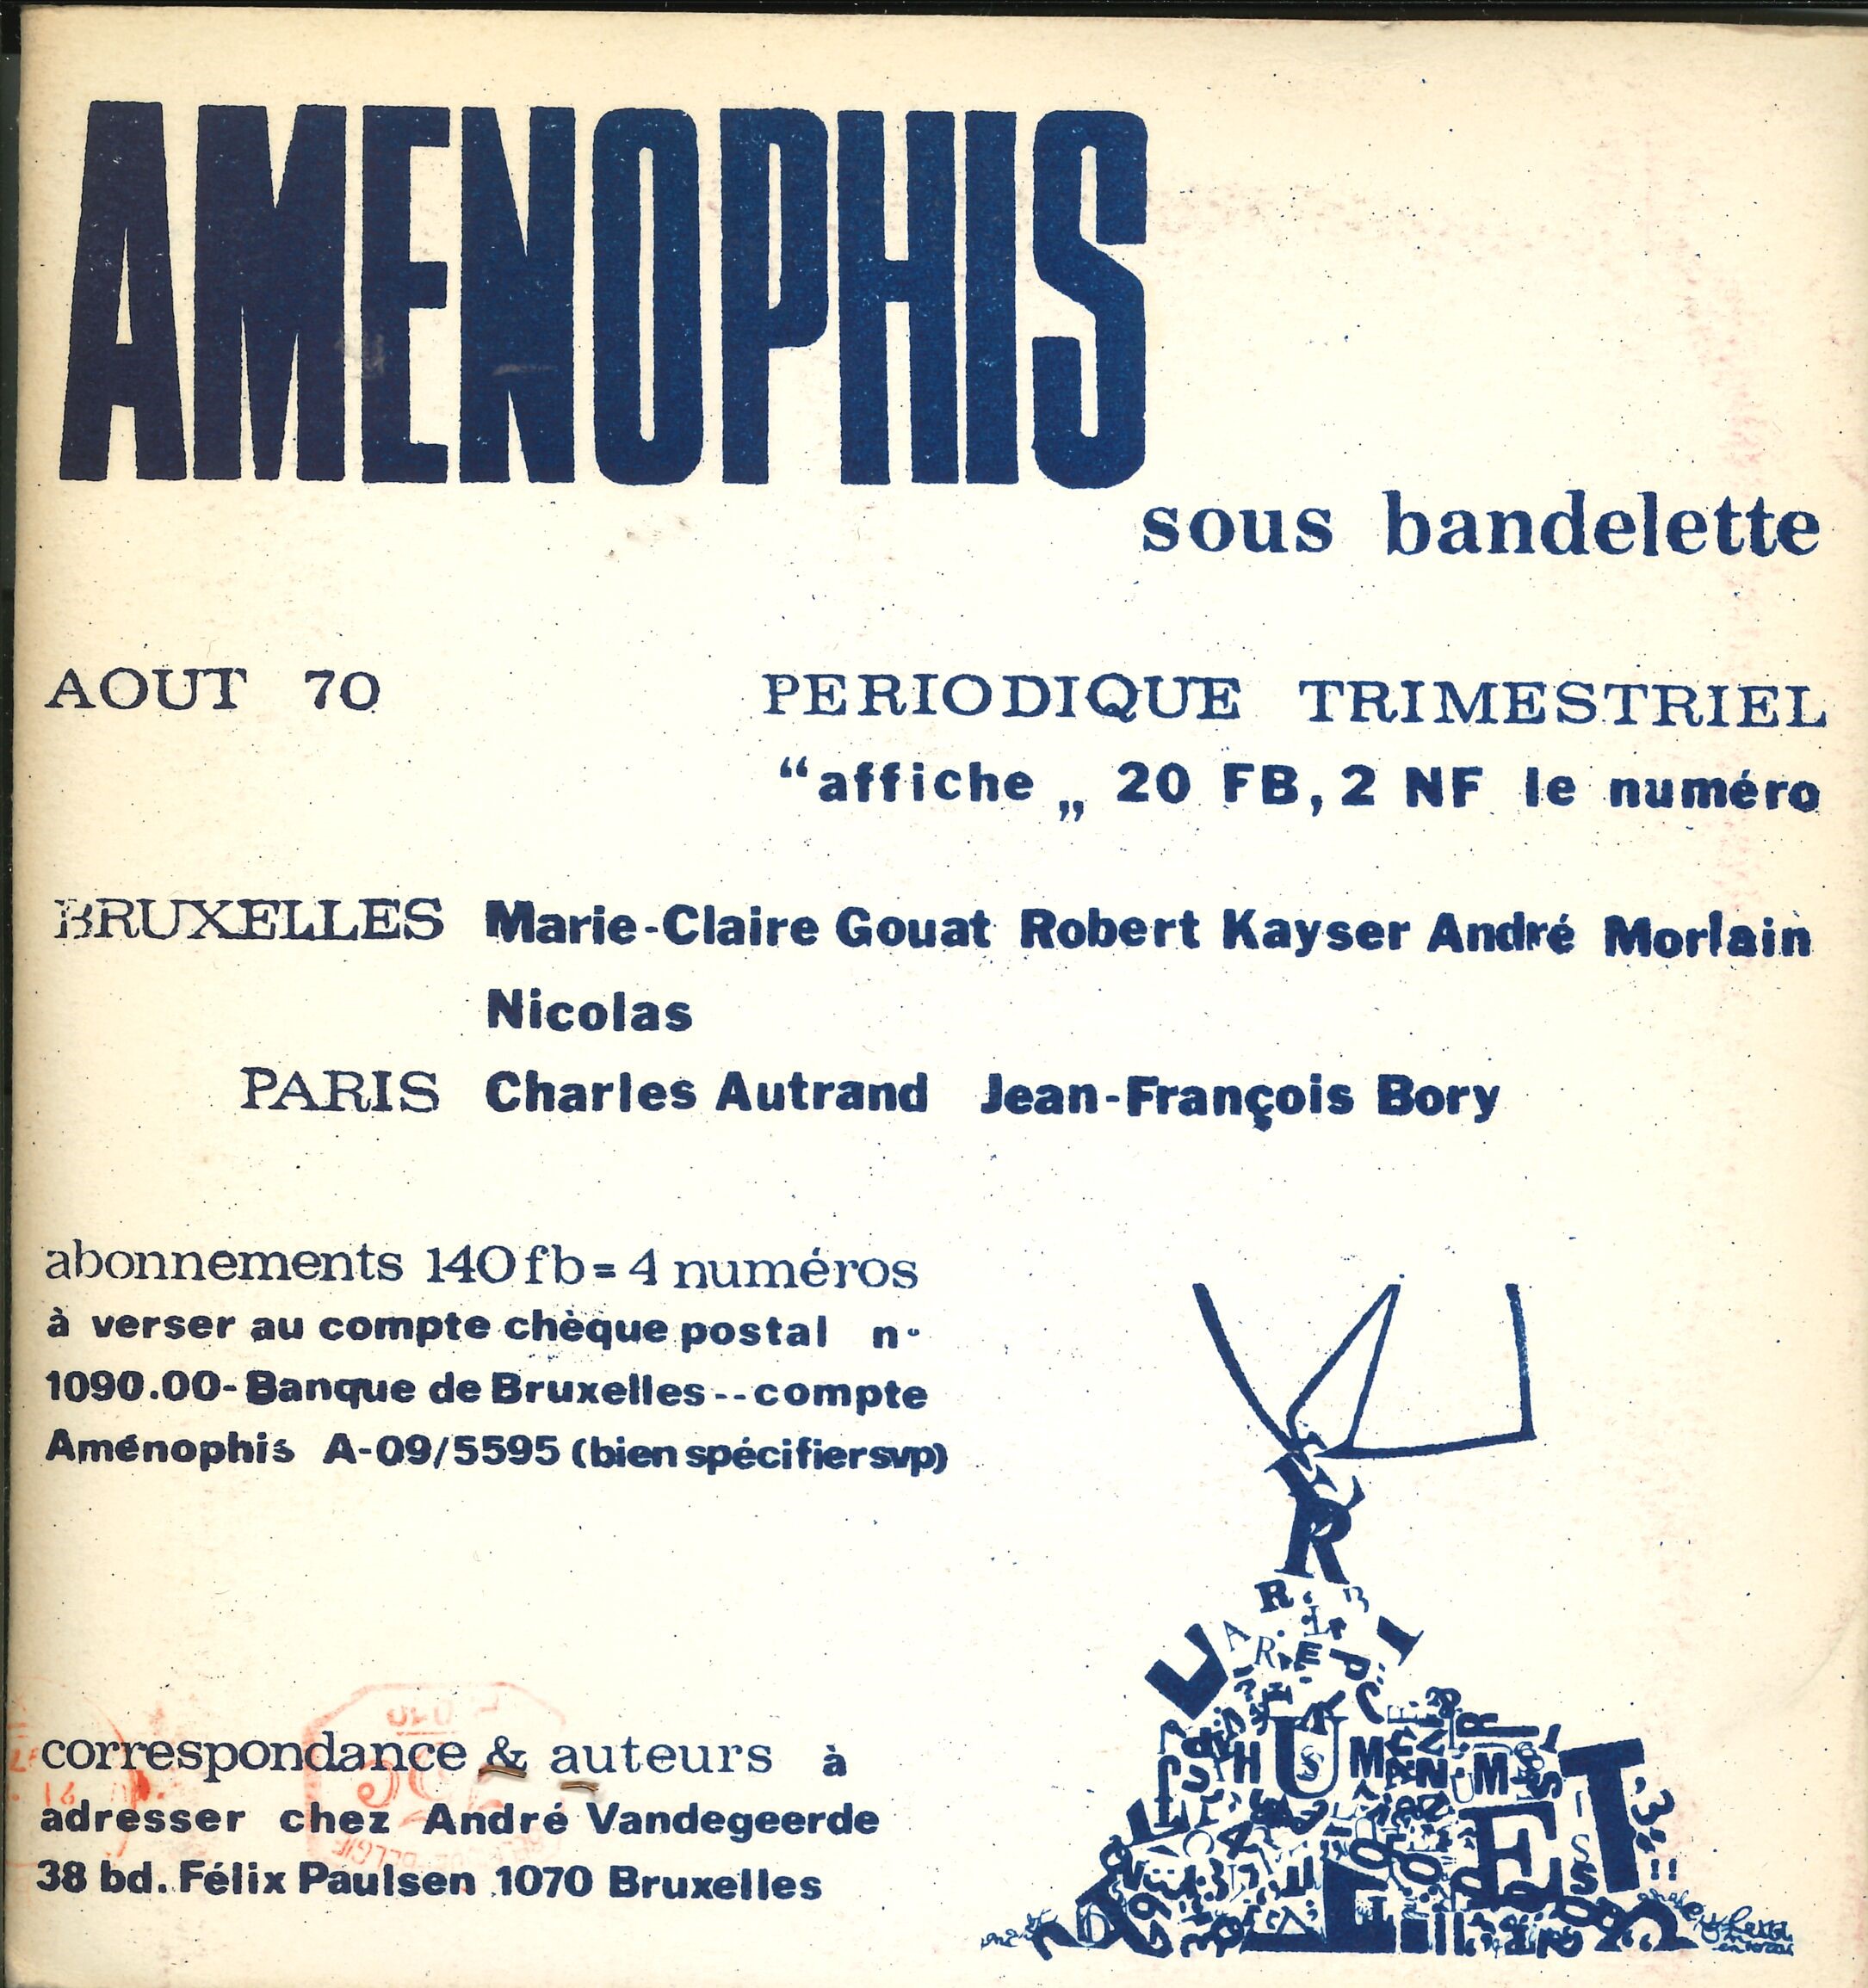 AMENOPHIS
sous bandelette
AOUT 70 PERIODIQUE TRIMESTRIEL
“affiche „ 20 FB, 2 NF le numéro
BRUXELLES Marie-Claire Gouat Robert Kayser André Morlain
Nicolas
PARIS Charles Autrand Jean-François Bory
abonnements 140fb=4 numéros
à verser au compte chèque postal n°
1090.00-Banque de Bruxelles--compte
Aménophis A-09/5595 (bien spécifier svp)
correspondance & auteurs à
adresser chez André Vandegeerde
38 bd. Félix Paulsen 1070 Bruxelles